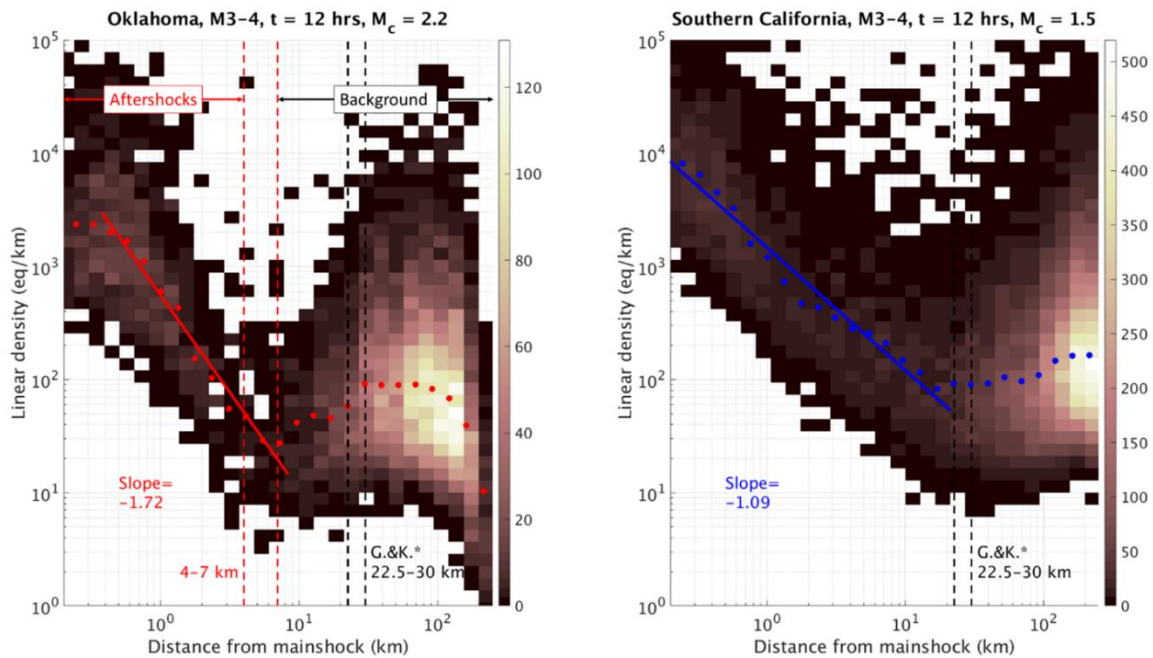 Oklahoma, M3-4, t = 12 hrs, M_c = 2.2
Linear density (eq/km)
10^5
10^4
10^3
10^2
10^1
10^0
Aftershocks
Background
Slope=
-1.72
4-7 km
G.&K.*
22.5-30 km
10^0
10^1
10^2
Distance from mainshock (km)
120
100
80
60
40
20
0
Southern California, M3-4, t = 12 hrs, M_c = 1.5
Linear density (eq/km)
10^5
10^4
10^3
10^2
10^1
10^0
Slope=
-1.09
G.&K.*
22.5-30 km
10^0
10^1
10^2
Distance from mainshock (km)
500
450
400
350
300
250
200
150
100
50
0